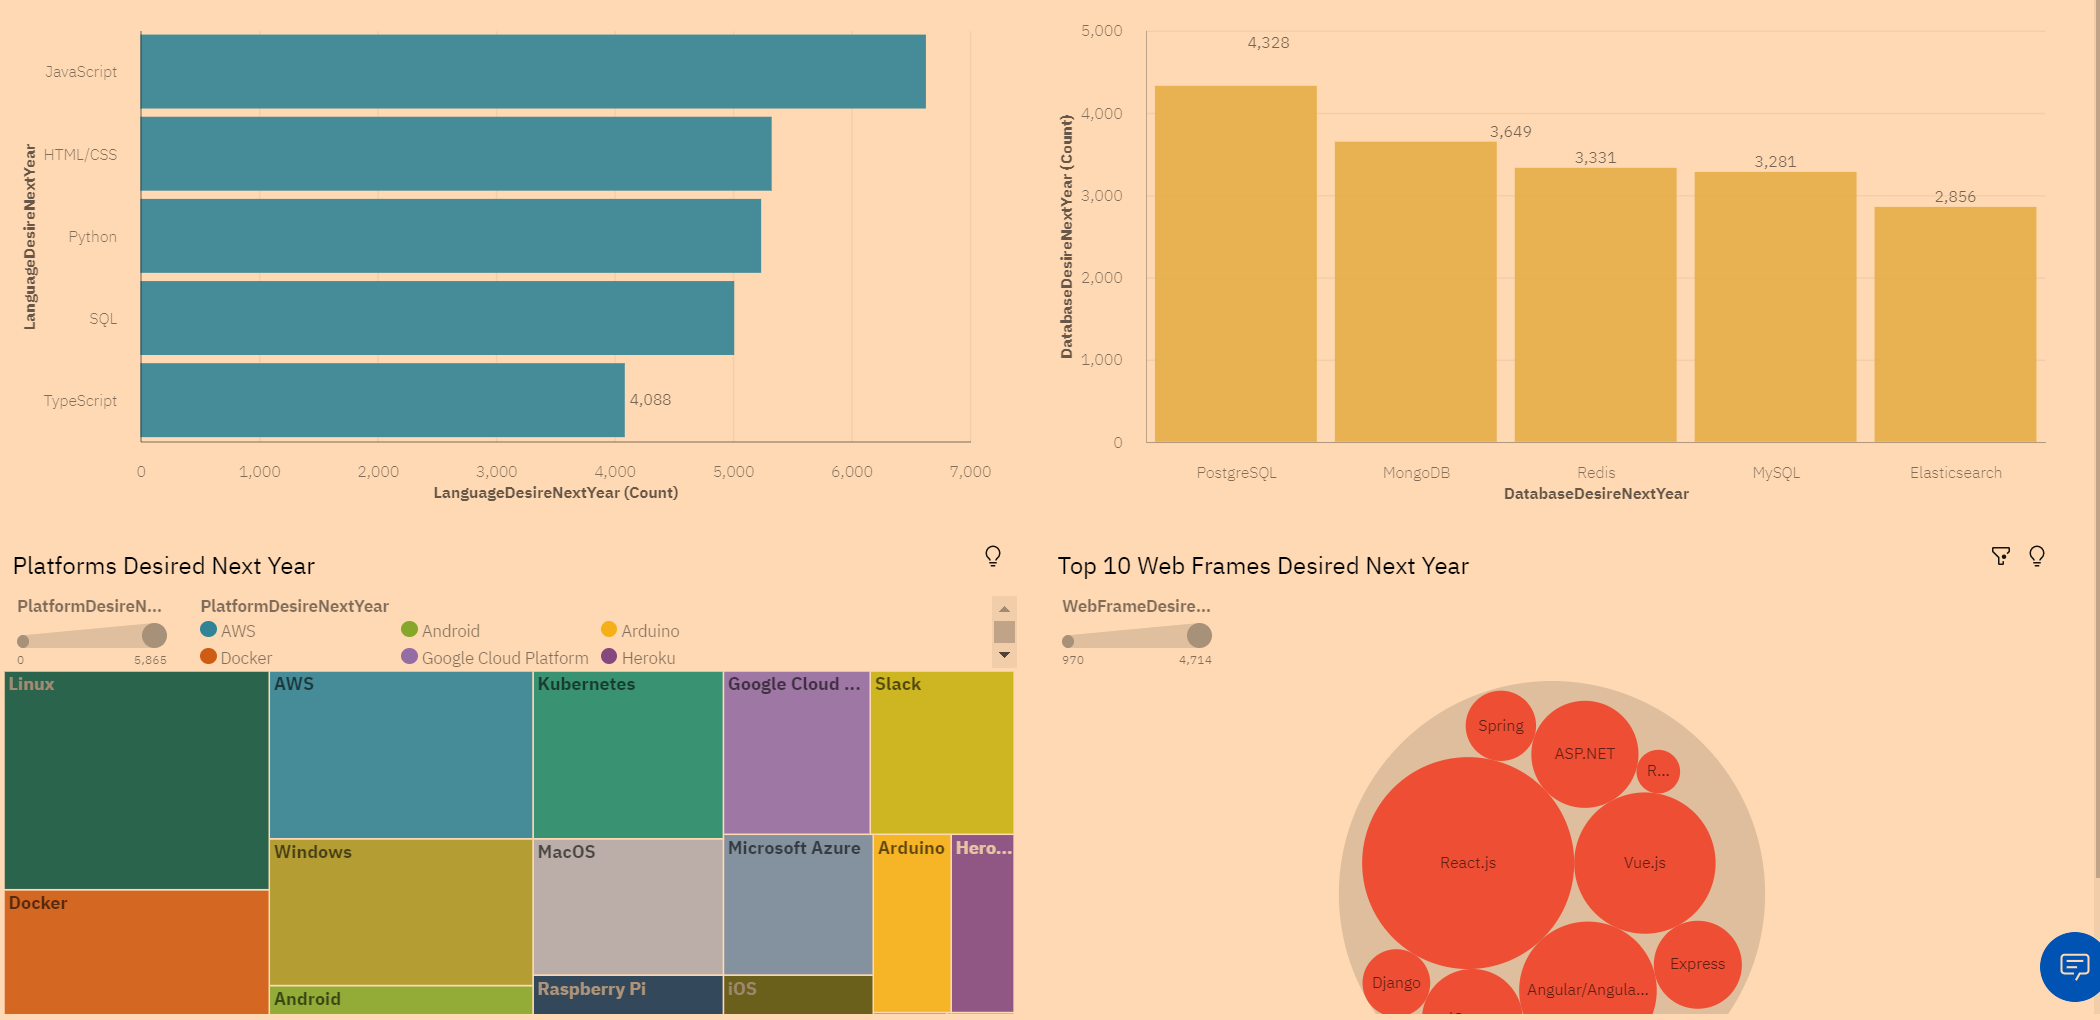 JavaScript
HTML/CSS
Python
SQL
TypeScript
4,088
LanguageDesireNextYear
0 1,000 2,000 3,000 4,000 5,000 6,000 7,000
LanguageDesireNextYear (Count)
5,000
4,000
3,000
2,000
1,000
0
DatabaseDesireNextYear (Count)
4,328
3,649
3,331
3,281
2,856
PostgreSQL MongoDB Redis MySQL Elasticsearch
DatabaseDesireNextYear
Platforms Desired Next Year
PlatformDesireN... PlatformDesireNextYear
0 5,865
AWS Android Arduino
Docker Google Cloud Platform Heroku
Linux AWS Kubernetes Google Cloud ... Slack
Windows MacOS Microsoft Azure Arduino Hero...
Docker
Android Raspberry Pi iOS
Top 10 Web Frames Desired Next Year
WebFrameDesire...
970 4,714
Spring
ASP.NET
R...
React.js
Vue.js
Express
Django
Angular/Angula...